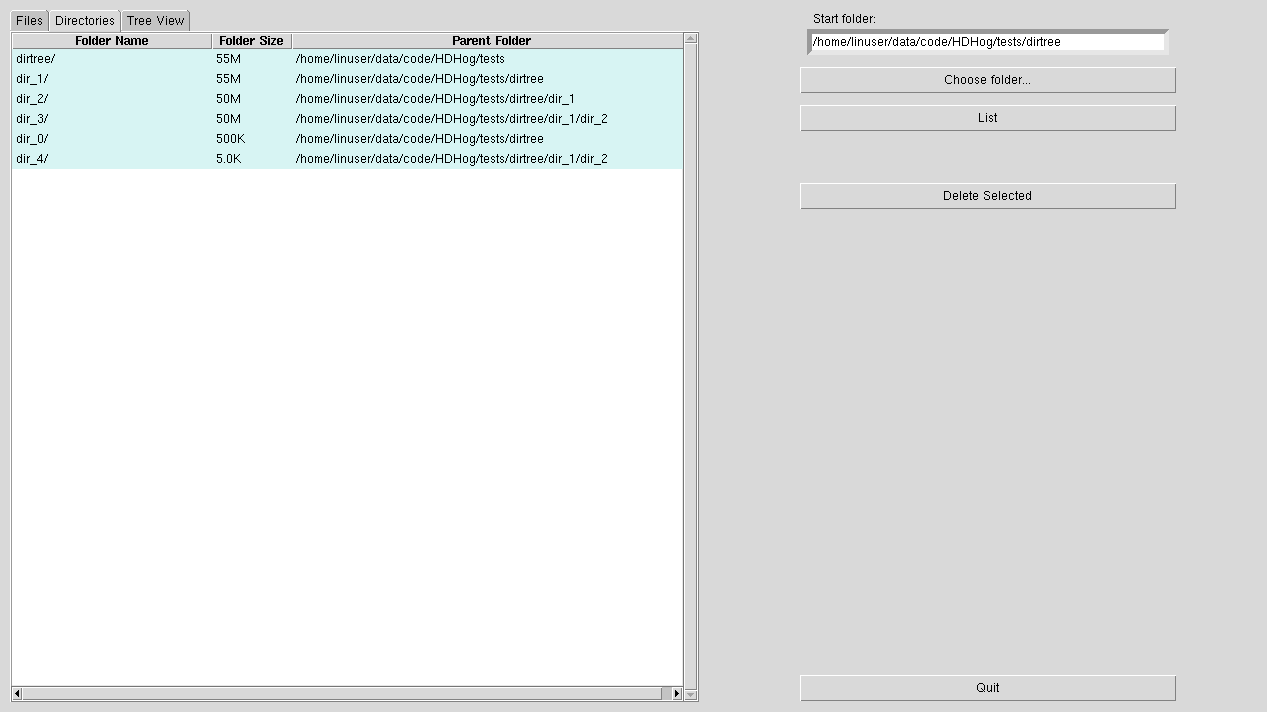 Files Directories Tree View
Folder Name Folder Size Parent Folder
dirtree/ 55M /home/linuser/data/code/HDHog/tests
dir_1/ 55M /home/linuser/data/code/HDHog/tests/dirtree
dir_2/ 50M /home/linuser/data/code/HDHog/tests/dirtree/dir_1
dir_3/ 50M /home/linuser/data/code/HDHog/tests/dirtree/dir_1/dir_2
dir_0/ 500K /home/linuser/data/code/HDHog/tests/dirtree
dir_4/ 5.0K /home/linuser/data/code/HDHog/tests/dirtree/dir_1/dir_2
Start folder:
/home/linuser/data/code/HDHog/tests/dirtree
Choose folder...
List
Delete Selected
Quit